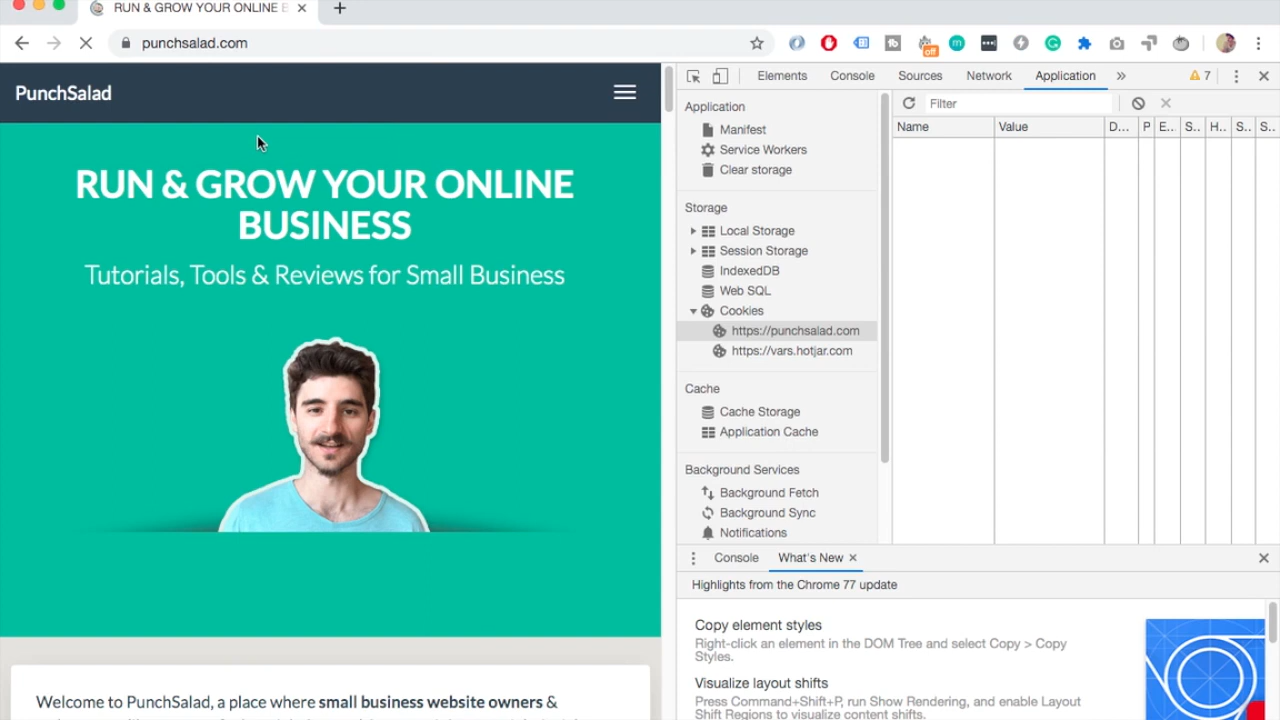 RUN & GROW YOUR ONLINE
punchsalad.com
off
PunchSalad
RUN & GROW YOUR ONLINE
BUSINESS
Tutorials, Tools & Reviews for Small Business
Welcome to PunchSalad, a place where small business website owners &
Elements Console Sources Network Application » 7
Application
Manifest
Service Workers
Clear storage
Storage
Local Storage
Session Storage
IndexedDB
Web SQL
Cookies
https://punchsalad.com
https://vars.hotjar.com
Cache
Cache Storage
Application Cache
Background Services
Background Fetch
Background Sync
Notifications
Filter
Name Value D... P E.. S.. H.. S.. S..
Console What's New
Highlights from the Chrome 77 update
Copy element styles
Right-click an element in the DOM Tree and select Copy > Copy
Styles.
Visualize layout shifts
Press Command+Shift+P, run Show Rendering, and enable Layout
Shift Regions to visualize content shifts.